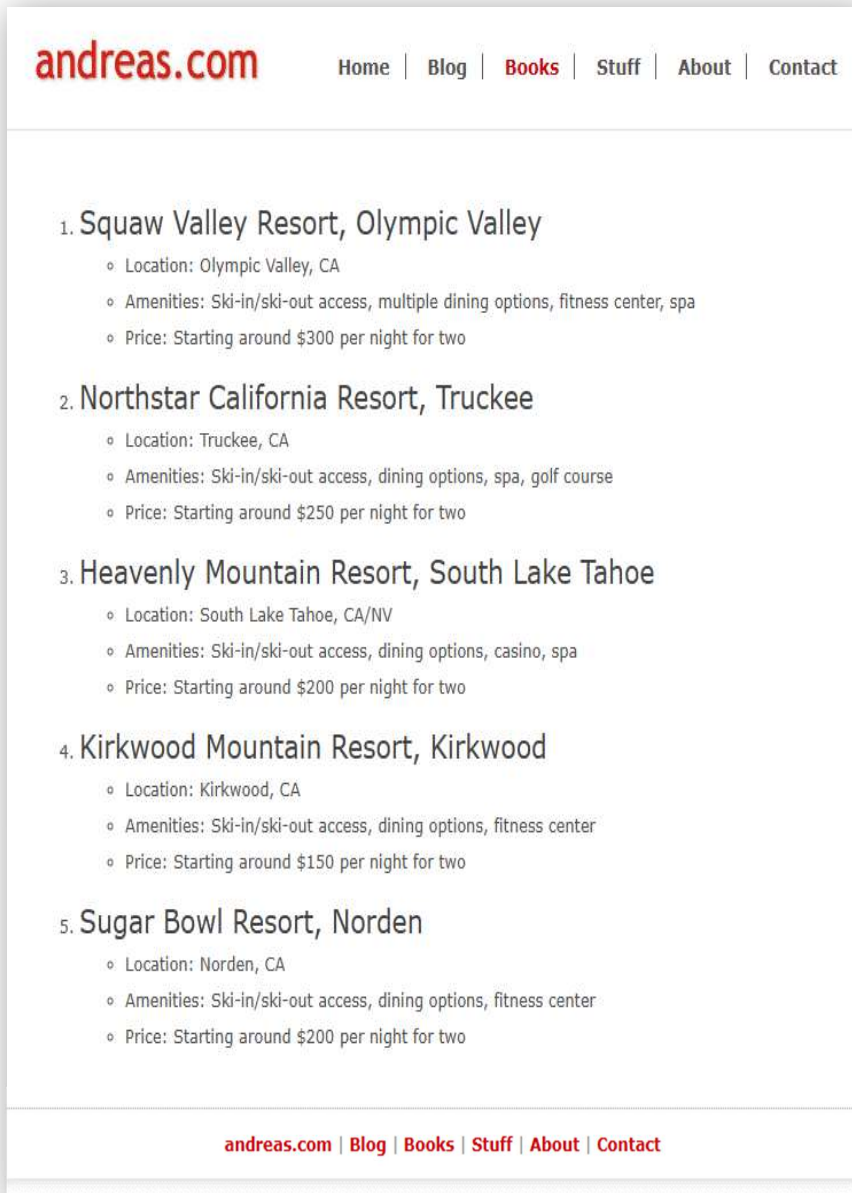 andreas.com
Home | Blog | Books | Stuff | About | Contact
1. Squaw Valley Resort, Olympic Valley
Location: Olympic Valley, CA
Amenities: Ski-in/ski-out access, multiple dining options, fitness center, spa
Price: Starting around $300 per night for two
2. Northstar California Resort, Truckee
Location: Truckee, CA
Amenities: Ski-in/ski-out access, dining options, spa, golf course
Price: Starting around $250 per night for two
3. Heavenly Mountain Resort, South Lake Tahoe
Location: South Lake Tahoe, CA/NV
Amenities: Ski-in/ski-out access, dining options, casino, spa
Price: Starting around $200 per night for two
4. Kirkwood Mountain Resort, Kirkwood
Location: Kirkwood, CA
Amenities: Ski-in/ski-out access, dining options, fitness center
Price: Starting around $150 per night for two
5. Sugar Bowl Resort, Norden
Location: Norden, CA
Amenities: Ski-in/ski-out access, dining options, fitness center
Price: Starting around $200 per night for two
andreas.com | Blog | Books | Stuff | About | Contact